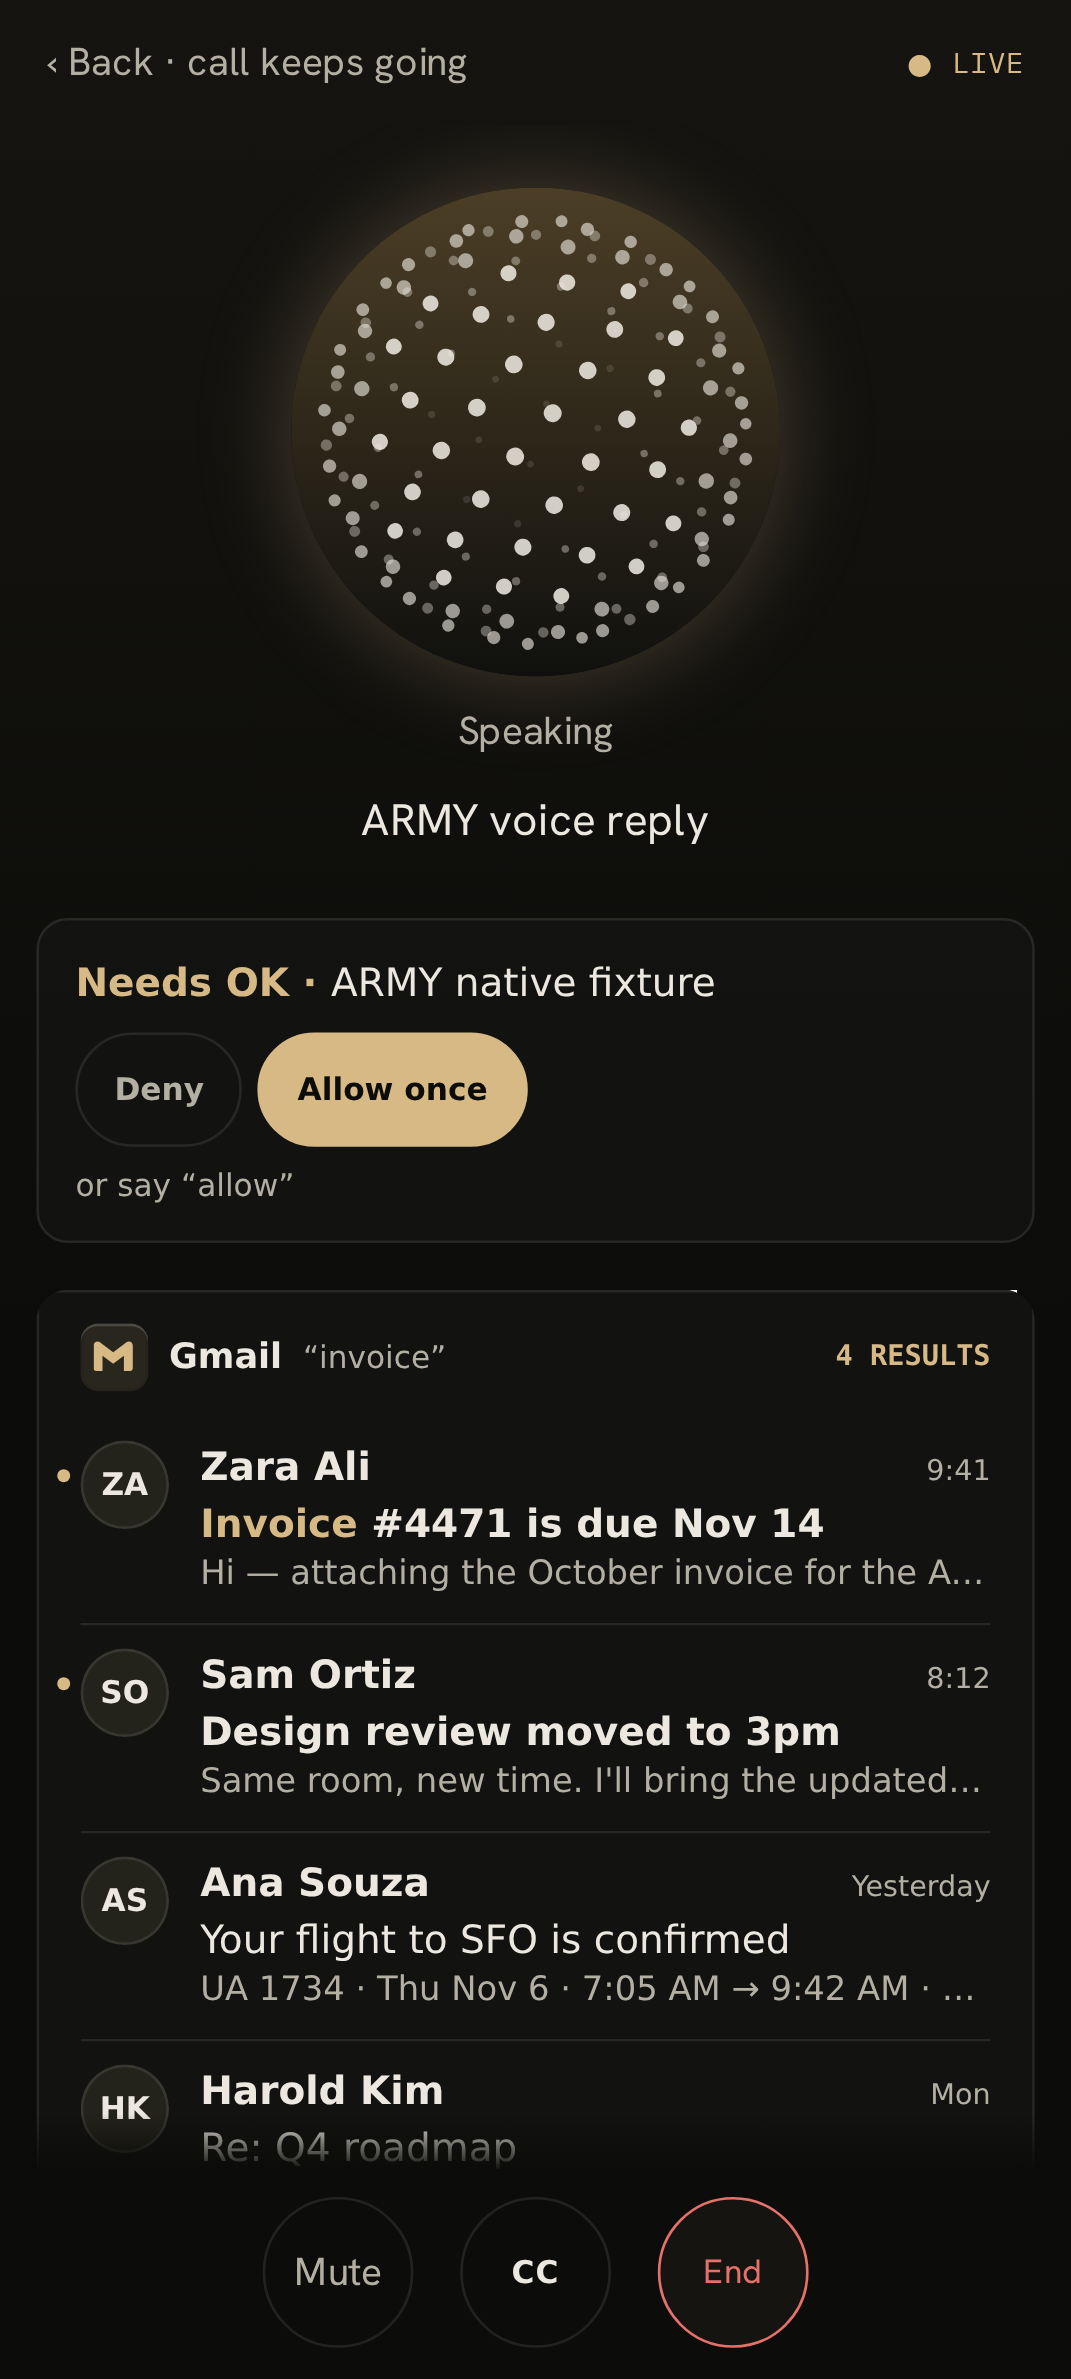 ‹ Back · call keeps going
LIVE
Speaking
ARMY voice reply
Needs OK · ARMY native fixture
Deny
Allow once
or say “allow”
Gmail “invoice”
4 RESULTS
ZA
Zara Ali
9:41
Invoice #4471 is due Nov 14
Hi — attaching the October invoice for the A…
SO
Sam Ortiz
8:12
Design review moved to 3pm
Same room, new time. I'll bring the updated…
AS
Ana Souza
Yesterday
Your flight to SFO is confirmed
UA 1734 · Thu Nov 6 · 7:05 AM → 9:42 AM · …
HK
Harold Kim
Mon
Re: Q4 roadmap
Mute
CC
End